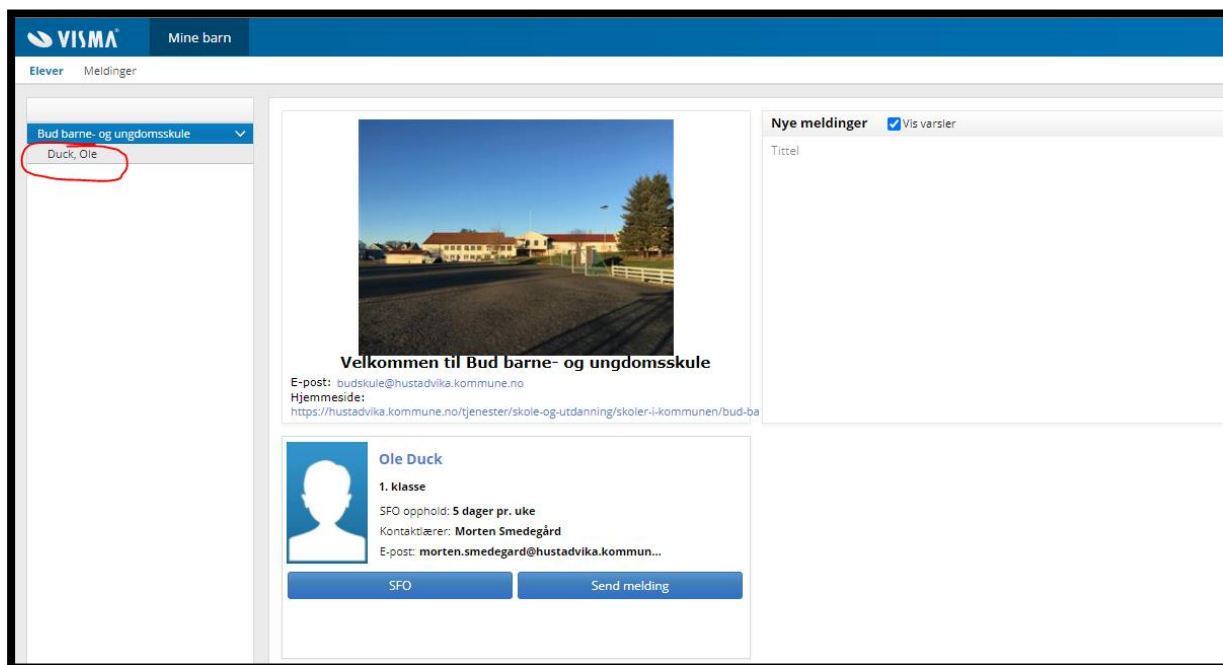 VISMA
Mine barn
Elever Meldinger
Bud barne- og ungdomsskule
Duck, Ole
Velkommen til Bud barne- og ungdomsskule
E-post: budskule@hustadvika.kommune.no
Hjemmeside:
https://hustadvika.kommune.no/tjenester/skole-og-utdanning/skoler-i-kommunen/bud-ba
Nye meldinger Vis varsler
Tittel
Ole Duck
1. klasse
SFO opphold: 5 dager pr. uke
Kontaktlærer: Morten Smedegård
E-post: morten.smedegard@hustadvika.kommun...
SFO
Send melding